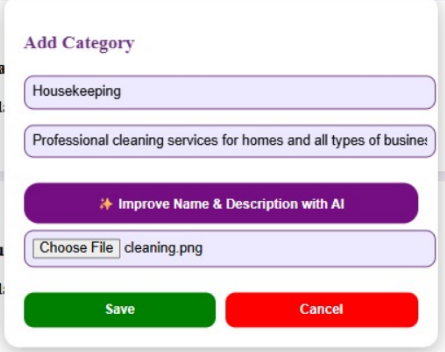 Add Category
Housekeeping
Professional cleaning services for homes and all types of busines
✨ Improve Name & Description with AI
Choose File cleaning.png
Save Cancel